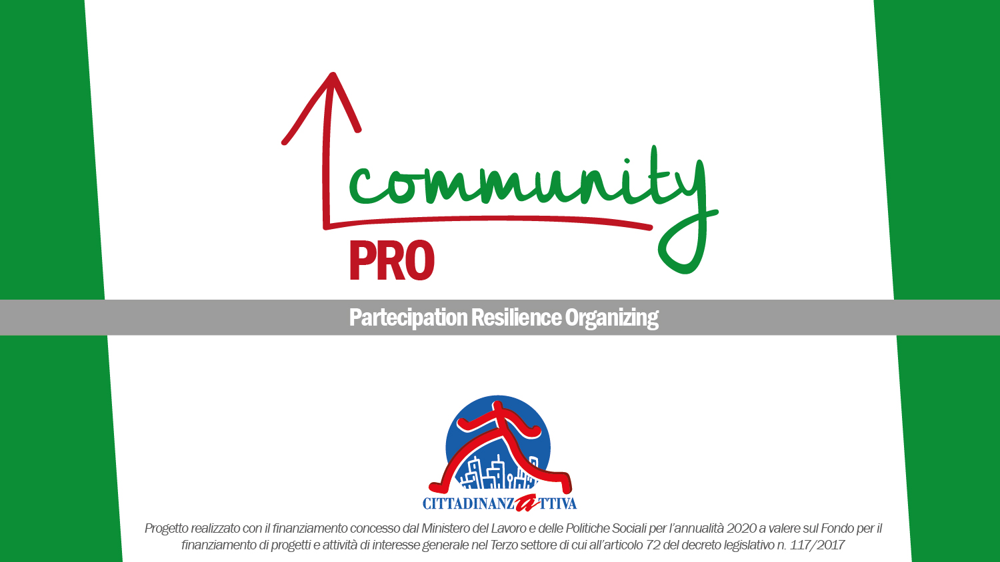 community
PRO
Partecipation Resilience Organizing
CITTADINANZaTTIVA
Progetto realizzato con il finanziamento concesso dal Ministero del Lavoro e delle Politiche Sociali per l’annualità 2020 a valere sul Fondo per il
finanziamento di progetti e attività di interesse generale nel Terzo settore di cui all’articolo 72 del decreto legislativo n. 117/2017